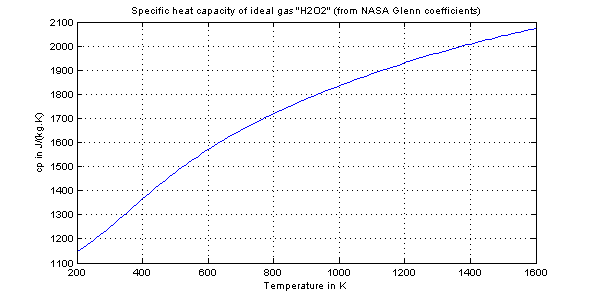 Specific heat capacity of ideal gas "H2O2" (from NASA Glenn coefficients)
2100
2000
1900
1800
1700
1600
1500
1400
1300
1200
1100
cp in J/(kg.K)
200 400 600 800 1000 1200 1400 1600
Temperature in K